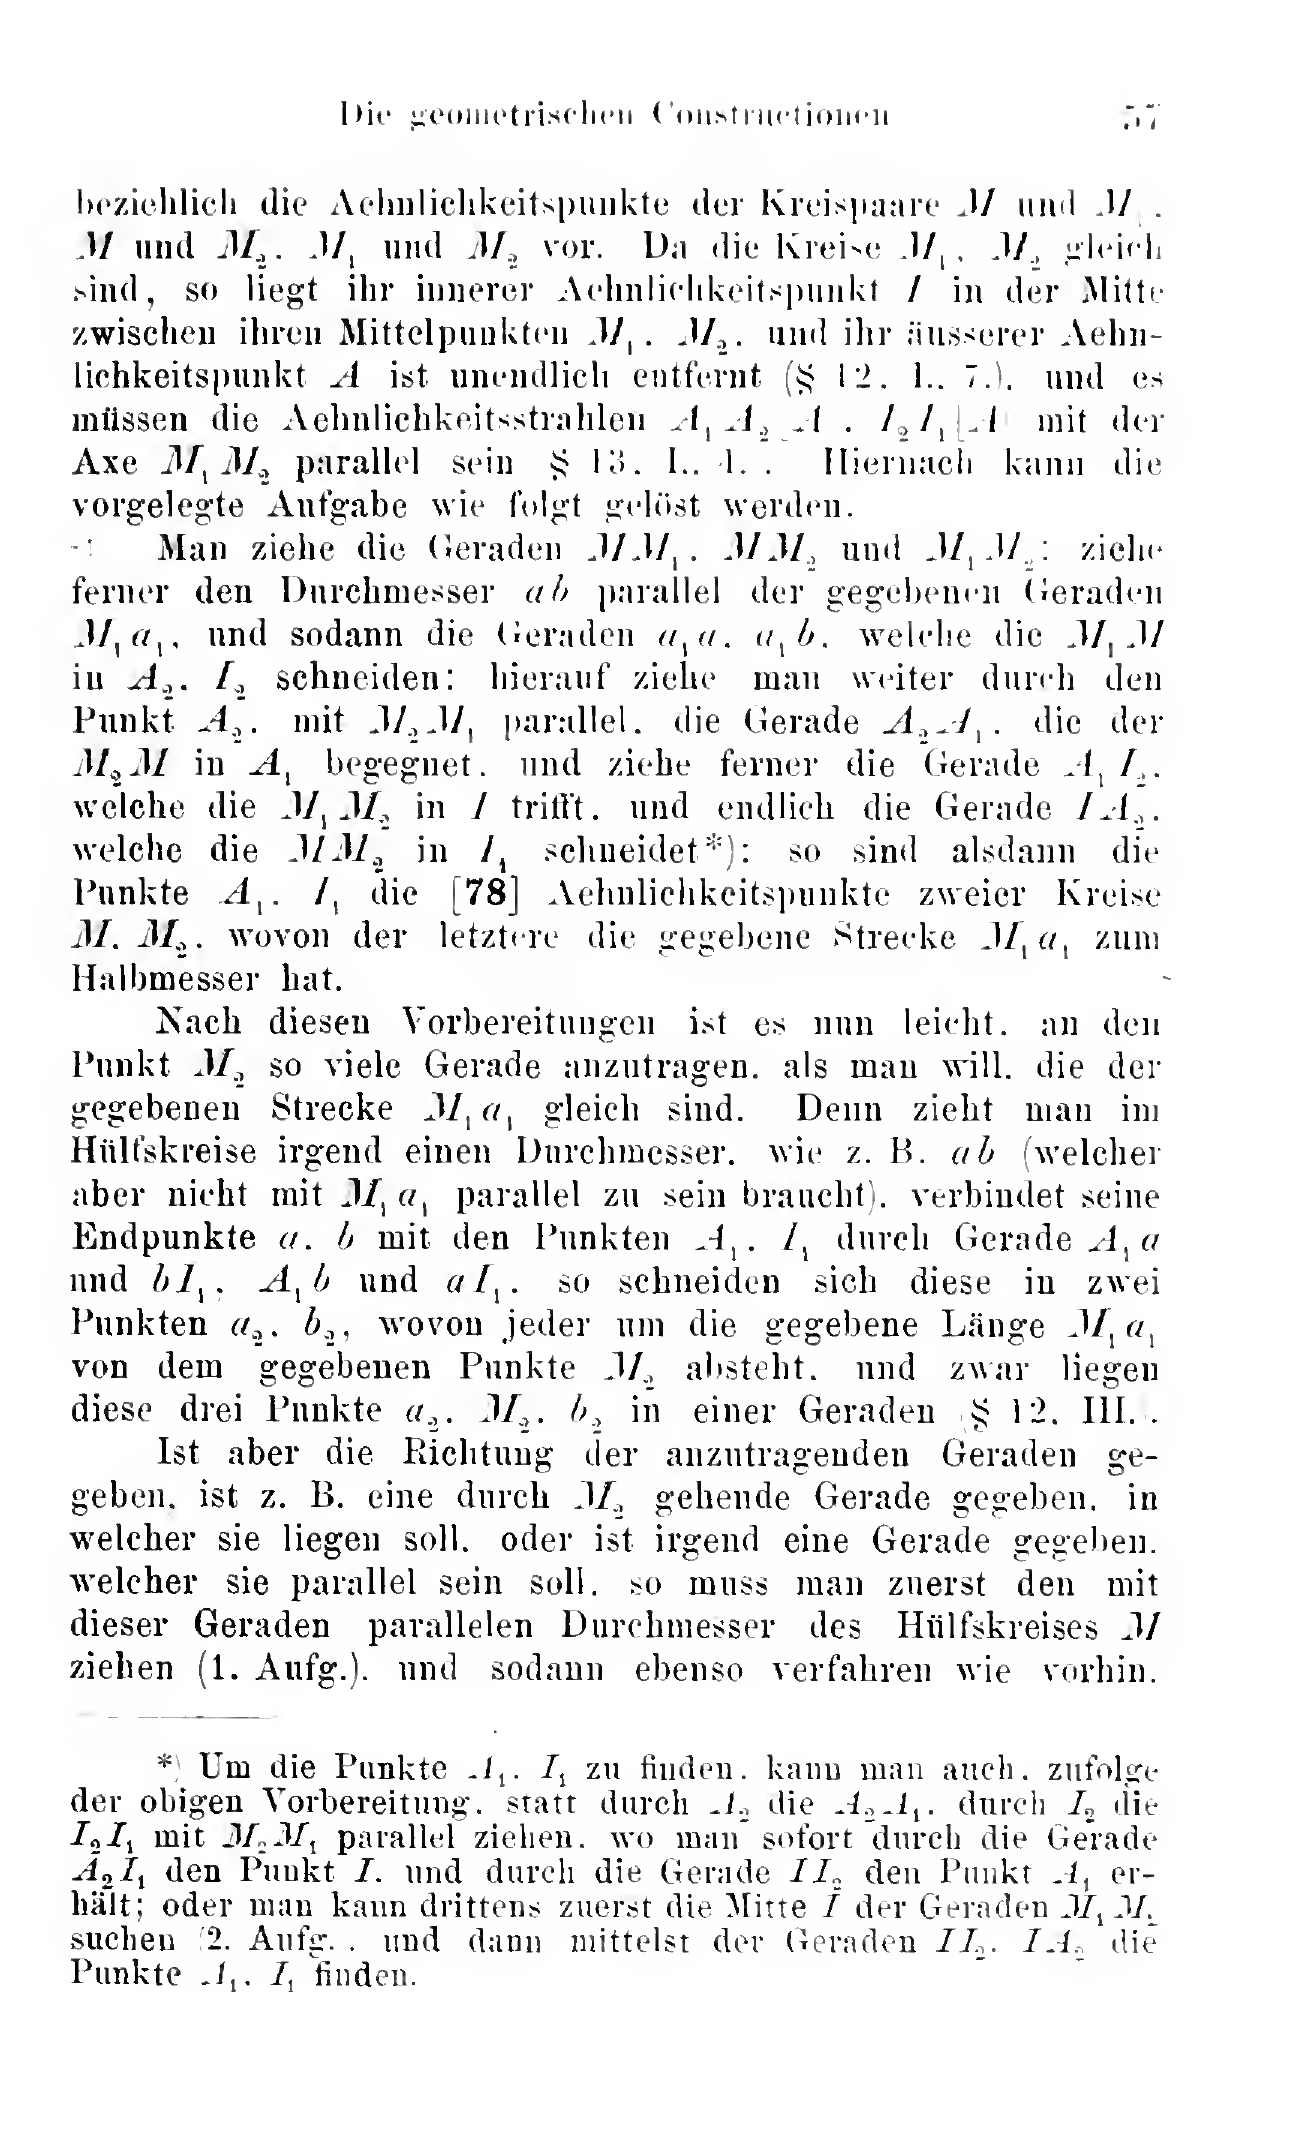 Die geometrischen Constructionen 57
beziehlich die Aehnlichkeitspunkte der Kreispaare M und M₁,
M und M₂, M₁ und M₂ vor. Da die Kreise M₁, M₂ gleich
sind, so liegt ihr innerer Aehnlichkeitspunkt I in der Mitte
zwischen ihren Mittelpunkten M₁, M₂, und ihr äusserer Aehn-
lichkeitspunkt A ist unendlich entfernt (§ 12. I., 7.), und es
müssen die Aehnlichkeitsstrahlen A₁A₂[A], I₂I₁[A] mit der
Axe M₁M₂ parallel sein (§ 13. I., 4.). Hiernach kann die
vorgelegte Aufgabe wie folgt gelöst werden.
Man ziehe die Geraden MM₁, MM₂ und M₁M₂; ziehe
ferner den Durchmesser ab parallel der gegebenen Geraden
M₁a₁, und sodann die Geraden a₁a, a₁b, welche die M₁M
in A₂, I₂ schneiden; hierauf ziehe man weiter durch den
Punkt A₂, mit M₂M₁ parallel, die Gerade A₂A₁, die der
M₂M in A₁ begegnet, und ziehe ferner die Gerade A₁I₂,
welche die M₁M₂ in I trifft, und endlich die Gerade IA₂,
welche die MM₂ in I₁ schneidet*): so sind alsdann die
Punkte A₁, I₁ die [78] Aehnlichkeitspunkte zweier Kreise
M, M₂, wovon der letztere die gegebene Strecke M₁a₁ zum
Halbmesser hat.
Nach diesen Vorbereitungen ist es nun leicht, an den
Punkt M₂ so viele Gerade anzutragen, als man will, die der
gegebenen Strecke M₁a₁ gleich sind. Denn zieht man im
Hülfskreise irgend einen Durchmesser, wie z. B. ab (welcher
aber nicht mit M₁a₁ parallel zu sein braucht), verbindet seine
Endpunkte a, b mit den Punkten A₁, I₁ durch Gerade A₁a
und bI₁, A₁b und aI₁, so schneiden sich diese in zwei
Punkten a₂, b₂, wovon jeder um die gegebene Länge M₁a₁
von dem gegebenen Punkte M₂ absteht, und zwar liegen
diese drei Punkte a₂, M₂, b₂ in einer Geraden (§ 12. III.).
Ist aber die Richtung der anzutragenden Geraden ge-
geben, ist z. B. eine durch M₂ gehende Gerade gegeben, in
welcher sie liegen soll, oder ist irgend eine Gerade gegeben,
welcher sie parallel sein soll, so muss man zuerst den mit
dieser Geraden parallelen Durchmesser des Hülfskreises M
ziehen (1. Aufg.), und sodann ebenso verfahren wie vorhin.
*) Um die Punkte A₁, I₁ zu finden, kann man auch, zufolge
der obigen Vorbereitung, statt durch A₂ die A₂A₁, durch I₂ die
I₂I₁ mit M₂M₁ parallel ziehen, wo man sofort durch die Gerade
A₂I₁ den Punkt I, und durch die Gerade II₂ den Punkt A₁ er-
hält; oder man kann drittens zuerst die Mitte I der Geraden M₁M₂
suchen (2. Aufg.), und dann mittelst der Geraden II₂, IA₂ die
Punkte A₁, I₁ finden.